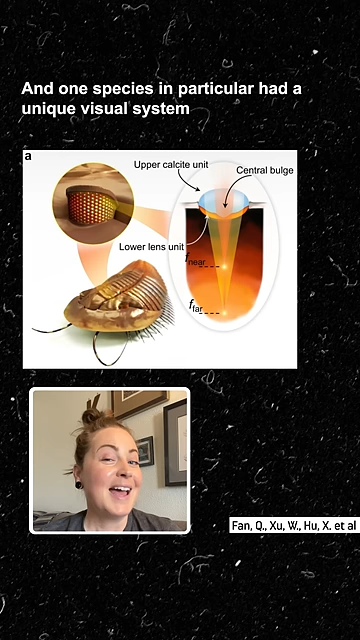 And one species in particular had a
unique visual system
a
Upper calcite unit
Central bulge
Lower lens unit
fnear
ffar
Fan, Q., Xu, W., Hu, X. et al